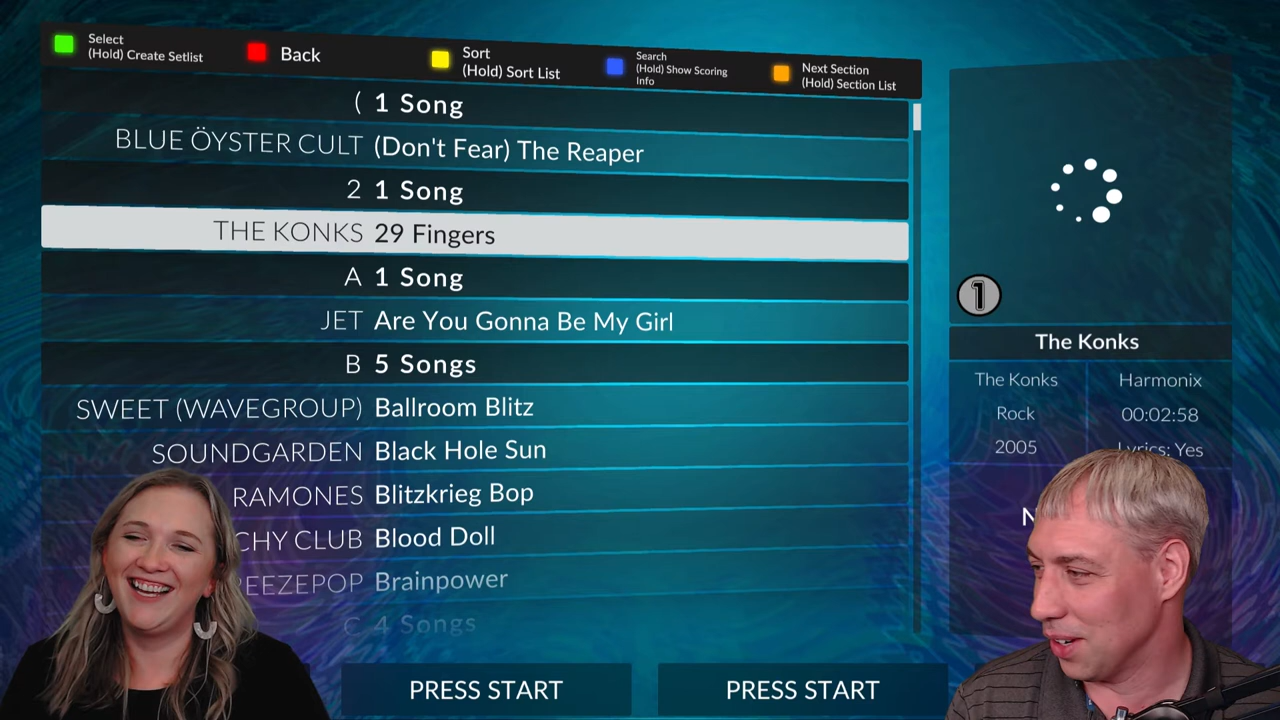 Select
(Hold) Create Setlist
Back
Sort
(Hold) Sort List
Search
(Hold) Show Scoring
Info
Next Section
(Hold) Section List
( 1 Song
BLUE ÖYSTER CULT (Don't Fear) The Reaper
2 1 Song
THE KONKS 29 Fingers
A 1 Song
JET Are You Gonna Be My Girl
B 5 Songs
SWEET (WAVEGROUP) Ballroom Blitz
SOUNDGARDEN Black Hole Sun
RAMONES Blitzkrieg Bop
CHY CLUB Blood Doll
EEZEPOP Brainpower
C 4 Songs
1
The Konks
The Konks Harmonix
Rock 00:02:58
2005 Lyrics: Yes
N
PRESS START
PRESS START